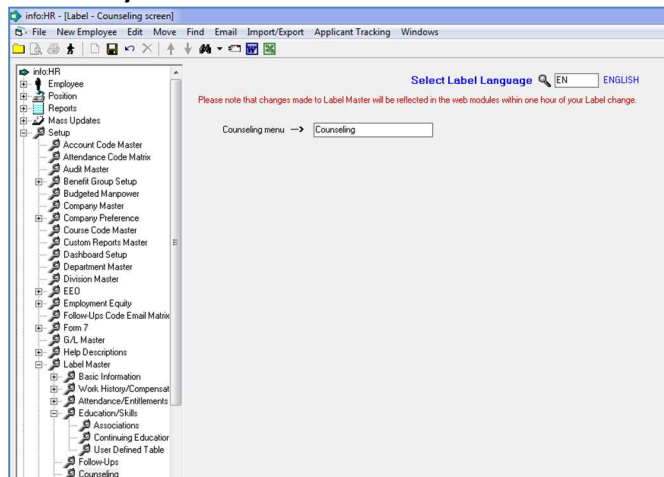 info:HR - [Label - Counseling screen]
File New Employee Edit Move Find Email Import/Export Applicant Tracking Windows
info:HR
Employee
Position
Reports
Mass Updates
Setup
Account Code Master
Attendance Code Matrix
Audit Master
Benefit Group Setup
Budgeted Manpower
Company Master
Company Preference
Course Code Master
Custom Reports Master
Dashboard Setup
Department Master
Division Master
EEO
Employment Equity
Follow-Ups Code Email Matrix
Form 7
G/L Master
Help Descriptions
Label Master
Basic Information
Work History/Compensat
Attendance/Entitlements
Education/Skills
Associations
Continuing Education
User Defined Table
Follow-Ups
Counseling
Select Label Language EN ENGLISH
Please note that changes made to Label Master will be reflected in the web modules within one hour of your Label change.
Counseling menu --> Counseling